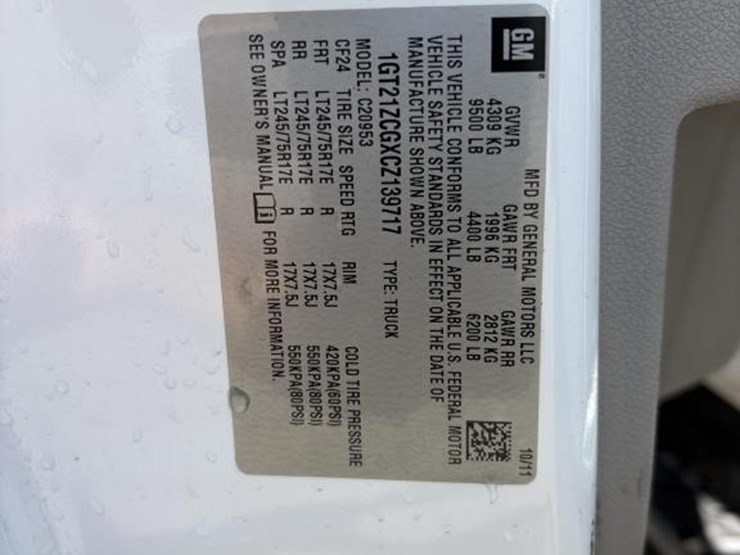 GM
MFD BY GENERAL MOTORS LLC 10/11
GVWR GAWR FRT GAWR RR
4309 KG 1996 KG 2812 KG
9500 LB 4400 LB 6200 LB
THIS VEHICLE CONFORMS TO ALL APPLICABLE U.S. FEDERAL MOTOR
VEHICLE SAFETY STANDARDS IN EFFECT ON THE DATE OF
MANUFACTURE SHOWN ABOVE.
1GT21ZCGXCZ139717 TYPE: TRUCK
MODEL: C20953
CF24 TIRE SIZE SPEED RTG RIM COLD TIRE PRESSURE
FRT LT245/75R17E R 17X7.5J 420KPA(60PSI)
RR LT245/75R17E R 17X7.5J 550KPA(80PSI)
SPA LT245/75R17E R 17X7.5J 550KPA(80PSI)
SEE OWNER'S MANUAL FOR MORE INFORMATION.